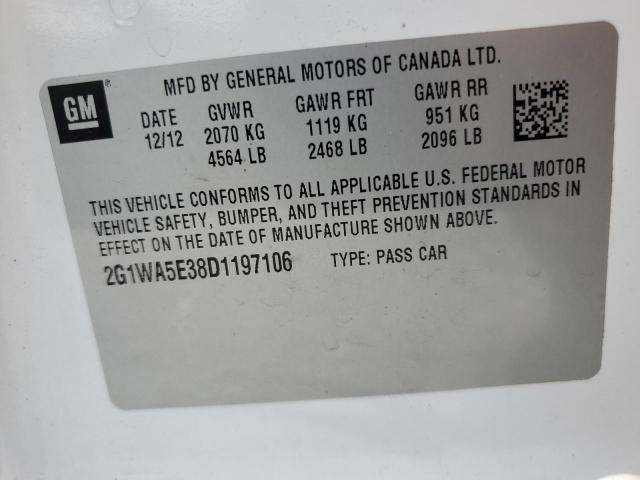 GM
MFD BY GENERAL MOTORS OF CANADA LTD.
DATE GVWR GAWR FRT GAWR RR
12/12 2070 KG 1119 KG 951 KG
4564 LB 2468 LB 2096 LB
THIS VEHICLE CONFORMS TO ALL APPLICABLE U.S. FEDERAL MOTOR
VEHICLE SAFETY, BUMPER, AND THEFT PREVENTION STANDARDS IN
EFFECT ON THE DATE OF MANUFACTURE SHOWN ABOVE.
2G1WA5E38D1197106 TYPE: PASS CAR